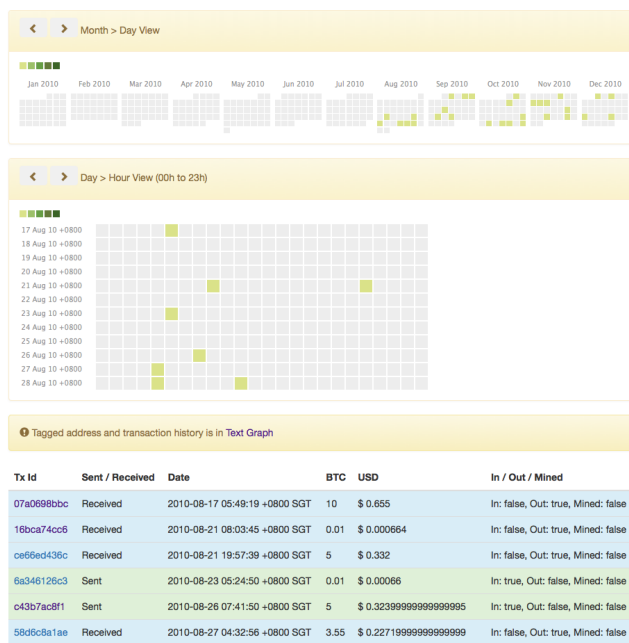 Month > Day View
Jan 2010 Feb 2010 Mar 2010 Apr 2010 May 2010 Jun 2010 Jul 2010 Aug 2010 Sep 2010 Oct 2010 Nov 2010 Dec 2010
Day > Hour View (00h to 23h)
17 Aug 10 +0800
18 Aug 10 +0800
19 Aug 10 +0800
20 Aug 10 +0800
21 Aug 10 +0800
22 Aug 10 +0800
23 Aug 10 +0800
24 Aug 10 +0800
25 Aug 10 +0800
26 Aug 10 +0800
27 Aug 10 +0800
28 Aug 10 +0800
Tagged address and transaction history is in Text Graph
Tx Id Sent / Received Date BTC USD In / Out / Mined
07a0698bbc Received 2010-08-17 05:49:19 +0800 SGT 10 $ 0.655 In: false, Out: true, Mined: false
16bca74cc6 Received 2010-08-21 08:03:45 +0800 SGT 0.01 $ 0.000664 In: false, Out: true, Mined: false
ce66ed436c Received 2010-08-21 19:57:39 +0800 SGT 5 $ 0.332 In: false, Out: true, Mined: false
6a346126c3 Sent 2010-08-23 05:24:50 +0800 SGT 0.01 $ 0.00066 In: true, Out: false, Mined: false
c43b7ac8f1 Sent 2010-08-26 07:41:50 +0800 SGT 5 $ 0.32399999999999995 In: true, Out: false, Mined: false
58d6c8a1ae Received 2010-08-27 04:32:56 +0800 SGT 3.55 $ 0.22719999999999999 In: false, Out: true, Mined: false